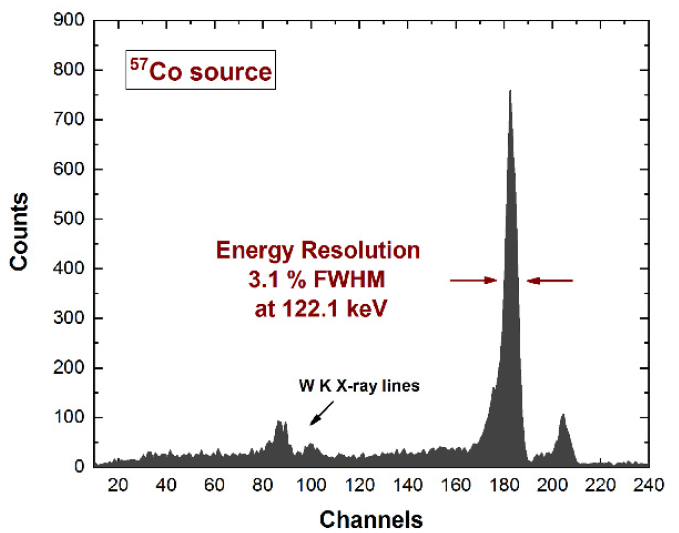 900
800
700
600
500
400
300
200
100
0
Counts
⁵⁷Co source
Energy Resolution
3.1 % FWHM
at 122.1 keV
W K X-ray lines
20 40 60 80 100 120 140 160 180 200 220 240
Channels